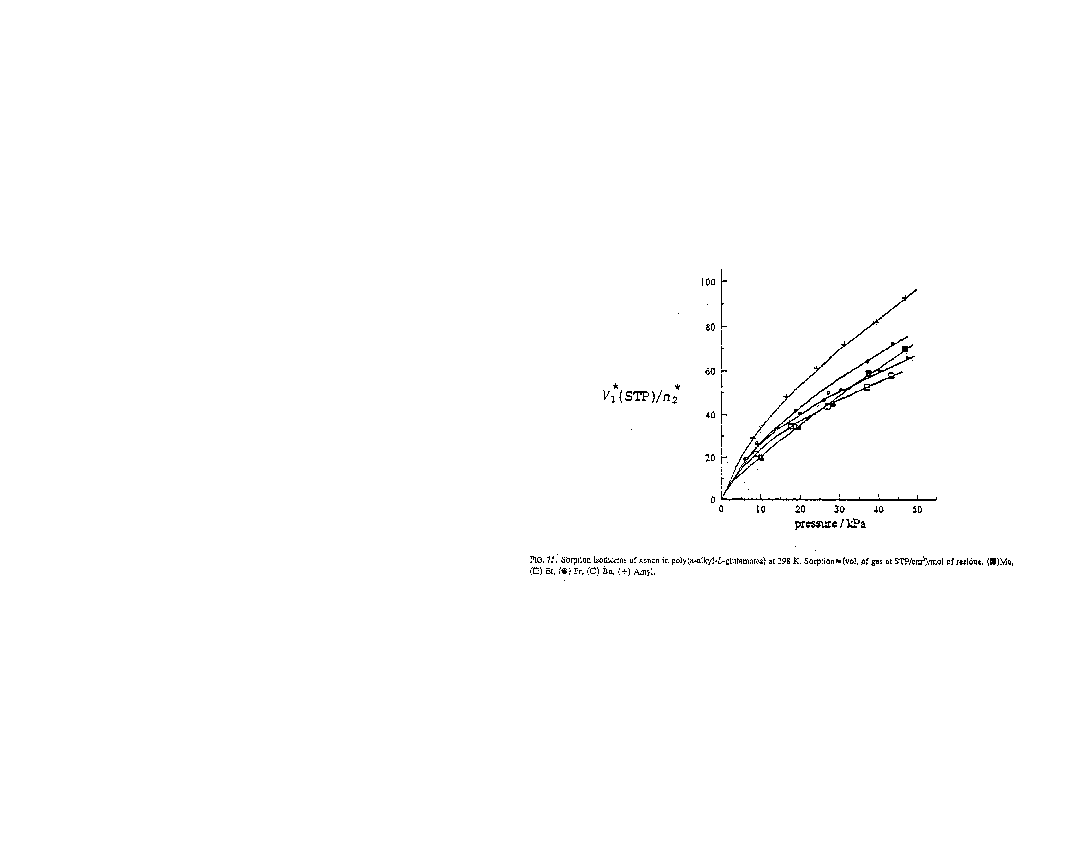 100
80
60
40
20
0
V₁*(STP)/n₂*
0 10 20 30 40 50
pressure / kPa
FIG. Sorption isotherms of xenon in poly(n-alkyl-L-glutamates) at 298 K. Sorption = (vol. of gas at STP/cm³)/mol of residue. (■)Me,
(□) Et, (●) Pr, (○) Bu, (+) Amyl.